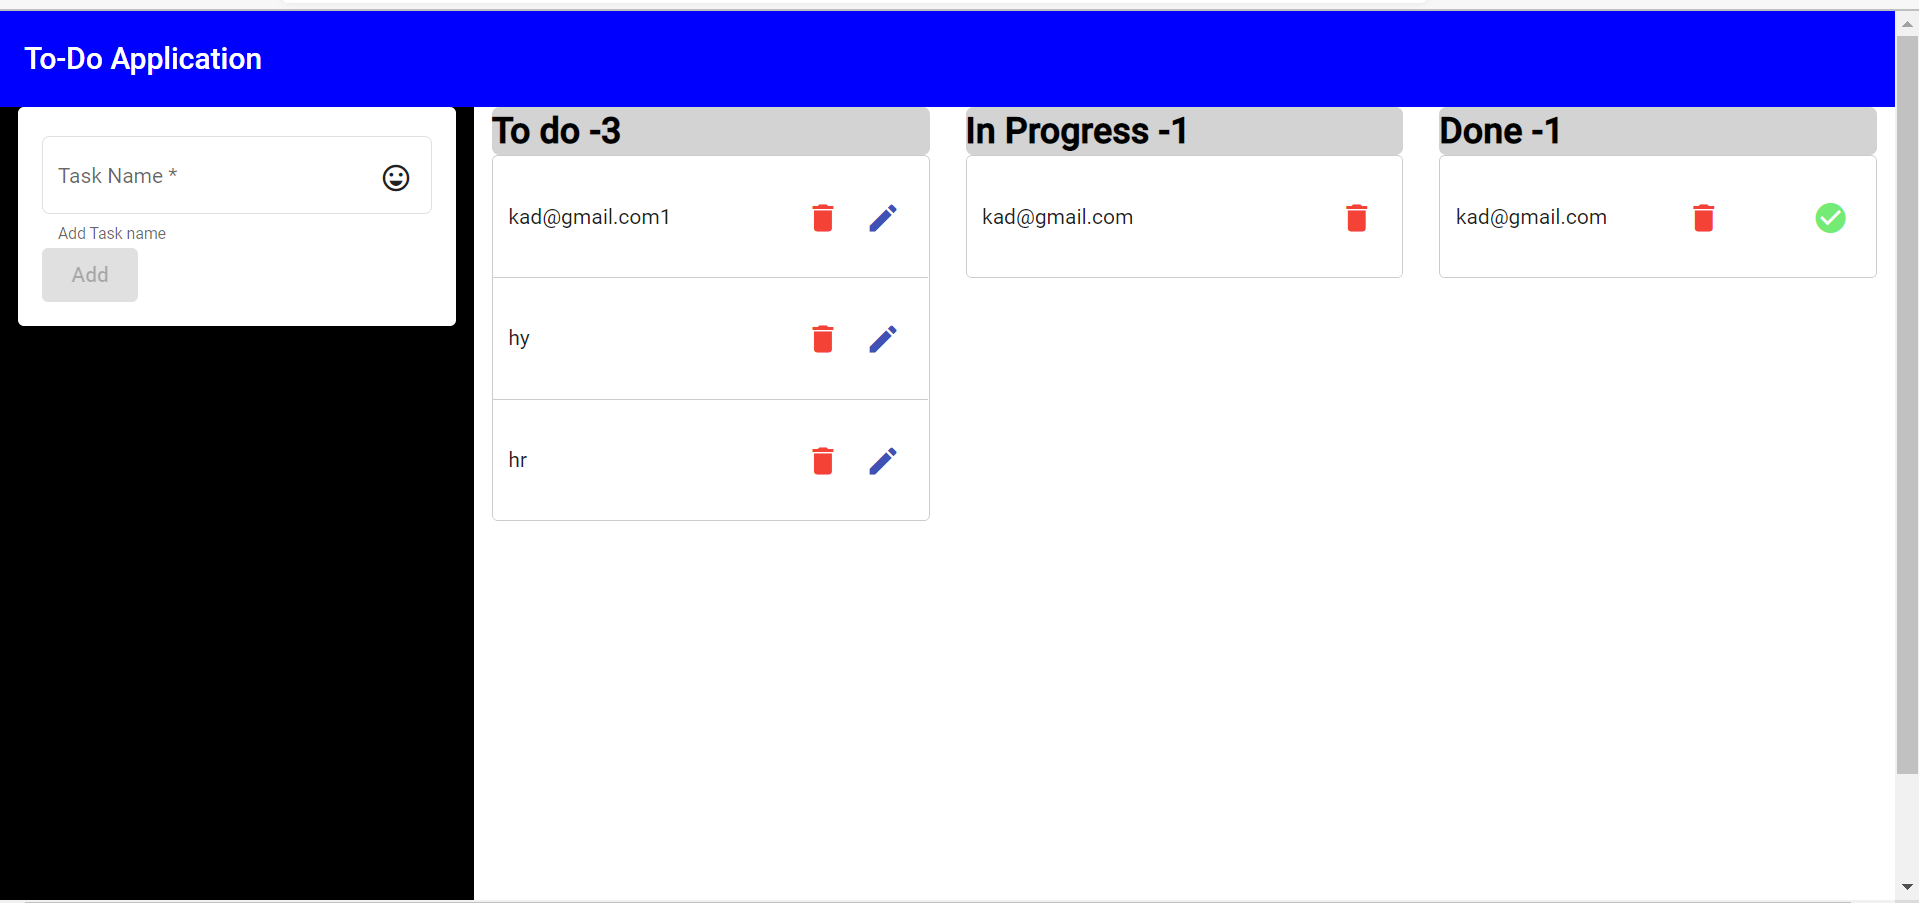 To-Do Application
Task Name *
Add Task name
Add
To do -3
kad@gmail.com1
hy
hr
In Progress -1
kad@gmail.com
Done -1
kad@gmail.com